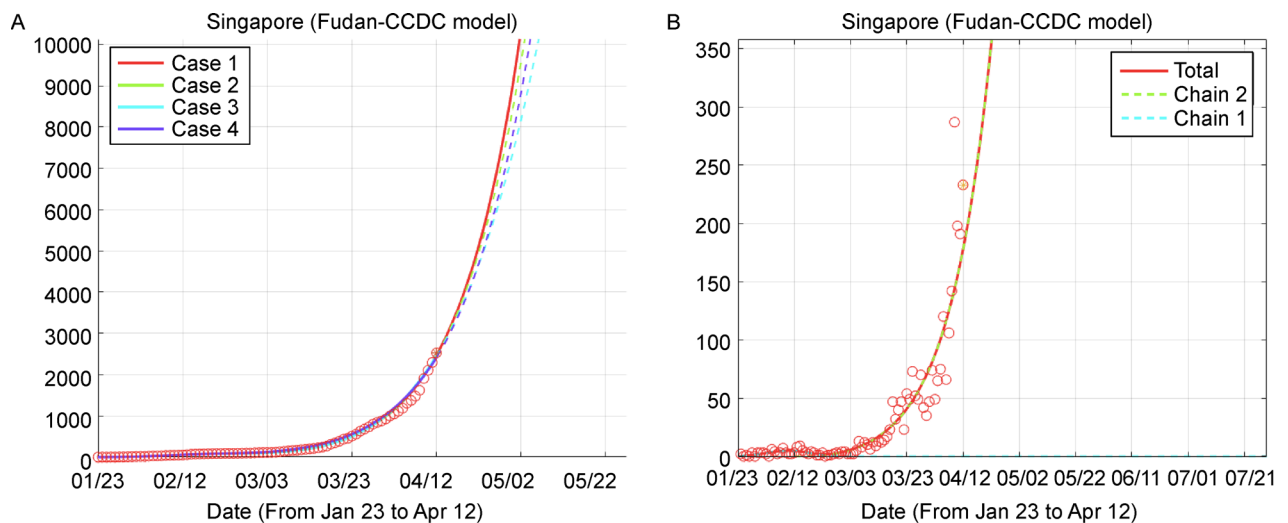 A
Singapore (Fudan-CCDC model)
10000
9000
8000
7000
6000
5000
4000
3000
2000
1000
0
Case 1
Case 2
Case 3
Case 4
01/23 02/12 03/03 03/23 04/12 05/02 05/22
Date (From Jan 23 to Apr 12)
B
Singapore (Fudan-CCDC model)
350
300
250
200
150
100
50
0
Total
Chain 2
Chain 1
01/23 02/12 03/03 03/23 04/12 05/02 05/22 06/11 07/01 07/21
Date (From Jan 23 to Apr 12)